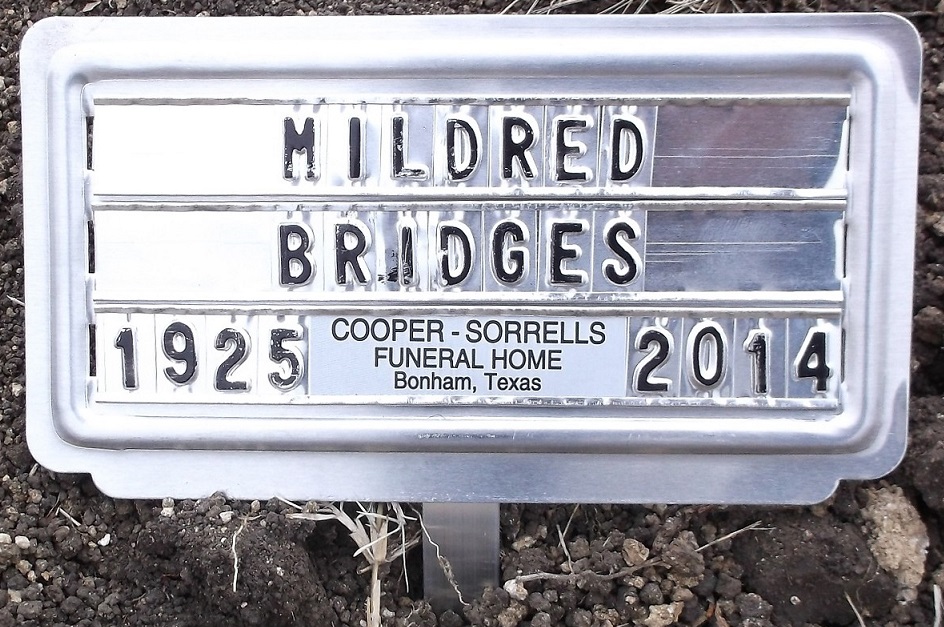 MILDRED
BRIDGES
1925 COOPER - SORRELLS 2014
FUNERAL HOME
Bonham, Texas